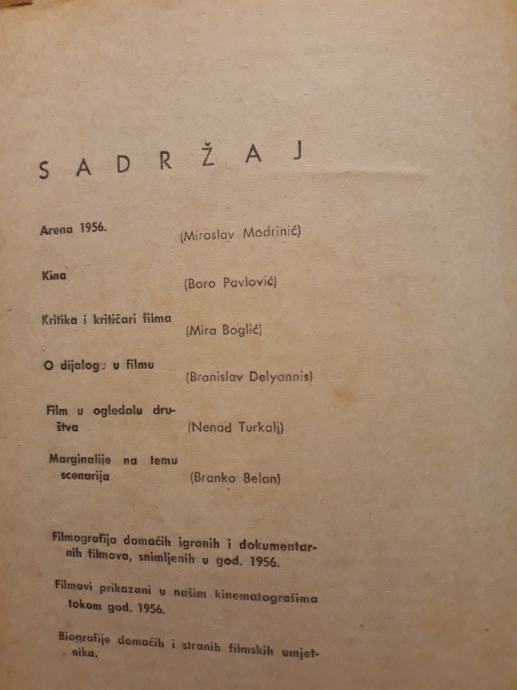 SADRŽAJ
Arena 1956. (Miroslav Modrinić)
Kina (Boro Pavlović)
Kritika i kritičari filma (Mira Boglić)
O dijalogu u filmu (Branislav Delyannis)
Film u ogledalu dru-
štva (Nenad Turkalj)
Marginalije na temu
scenarija (Branko Belan)
Filmografija domaćih igranih i dokumentar-
nih filmova, snimljenih u god. 1956.
Filmovi prikazani u našim kinematografima
tokom god. 1956.
Biografije domaćih i stranih filmskih umjet-
nika.